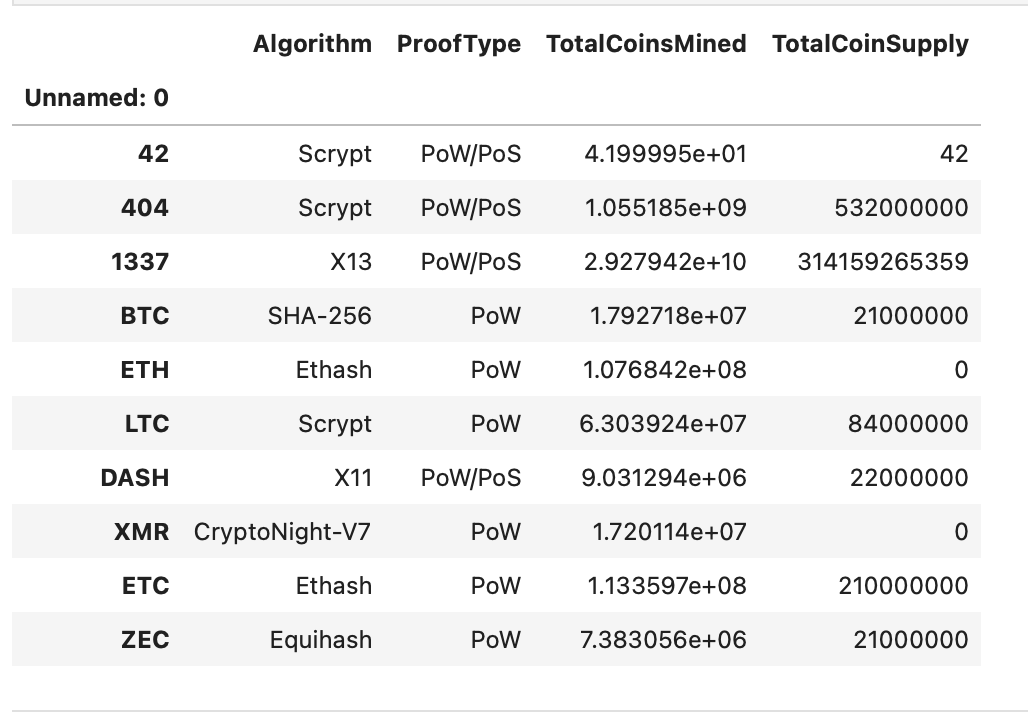 Algorithm ProofType TotalCoinsMined TotalCoinSupply
Unnamed: 0
42 Scrypt PoW/PoS 4.199995e+01 42
404 Scrypt PoW/PoS 1.055185e+09 532000000
1337 X13 PoW/PoS 2.927942e+10 314159265359
BTC SHA-256 PoW 1.792718e+07 21000000
ETH Ethash PoW 1.076842e+08 0
LTC Scrypt PoW 6.303924e+07 84000000
DASH X11 PoW/PoS 9.031294e+06 22000000
XMR CryptoNight-V7 PoW 1.720114e+07 0
ETC Ethash PoW 1.133597e+08 210000000
ZEC Equihash PoW 7.383056e+06 21000000